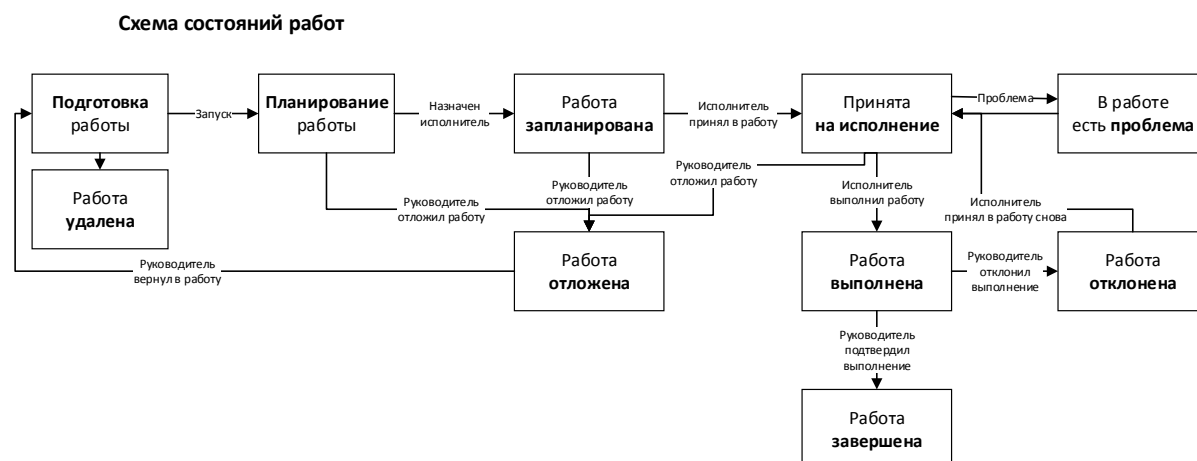 Схема состояний работ
Подготовка
работы
Запуск
Планирование
работы
Назначен
исполнитель
Работа
запланирована
Исполнитель
принял в работу
Принята
на исполнение
Проблема
В работе
есть проблема
Работа
удалена
Руководитель
отложил работу
Руководитель
отложил работу
Руководитель
отложил работу
Исполнитель
выполнил работу
Исполнитель
принял в работу снова
Руководитель
вернул в работу
Работа
отложена
Работа
выполнена
Руководитель
отклонил
выполнение
Работа
отклонена
Руководитель
подтвердил
выполнение
Работа
завершена